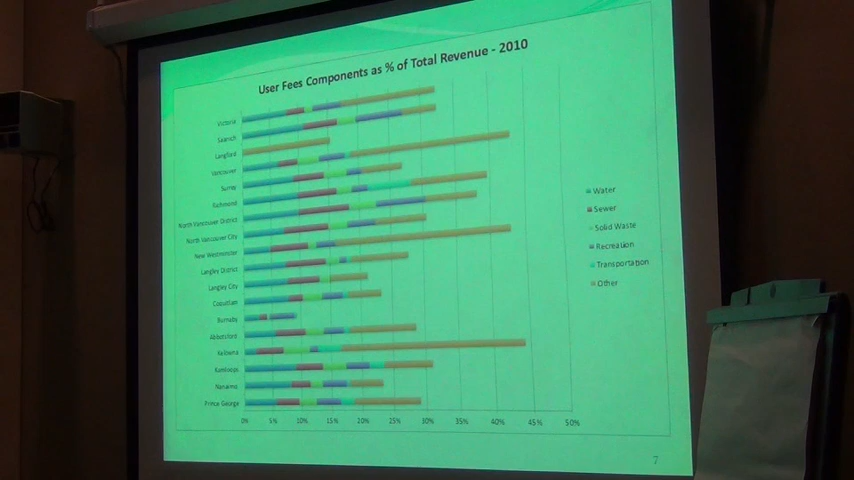 7
User Fees Components as % of Total Revenue - 2010
Victoria
Saanich
Langford
Vancouver
Surrey
Richmond
North Vancouver District
North Vancouver City
New Westminster
Langley District
Langley City
Coquitlam
Burnaby
Abbotsford
Kelowna
Kamloops
Nanaimo
Prince George
0% 5% 10% 15% 20% 25% 30% 35% 40% 45% 50%
Water
Sewer
Solid Waste
Recreation
Transportation
Other
7